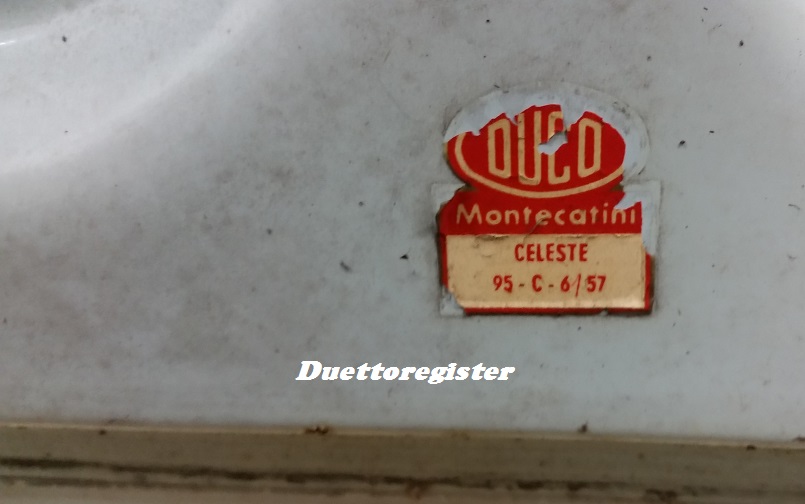 DUCO
Montecatini
CELESTE
95 - C - 6/57
Duettoregister